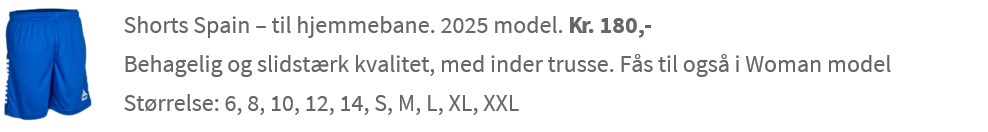 Shorts Spain – til hjemmebane. 2025 model. Kr. 180,-
Behagelig og slidstærk kvalitet, med inder trusse. Fås til også i Woman model
Størrelse: 6, 8, 10, 12, 14, S, M, L, XL, XXL